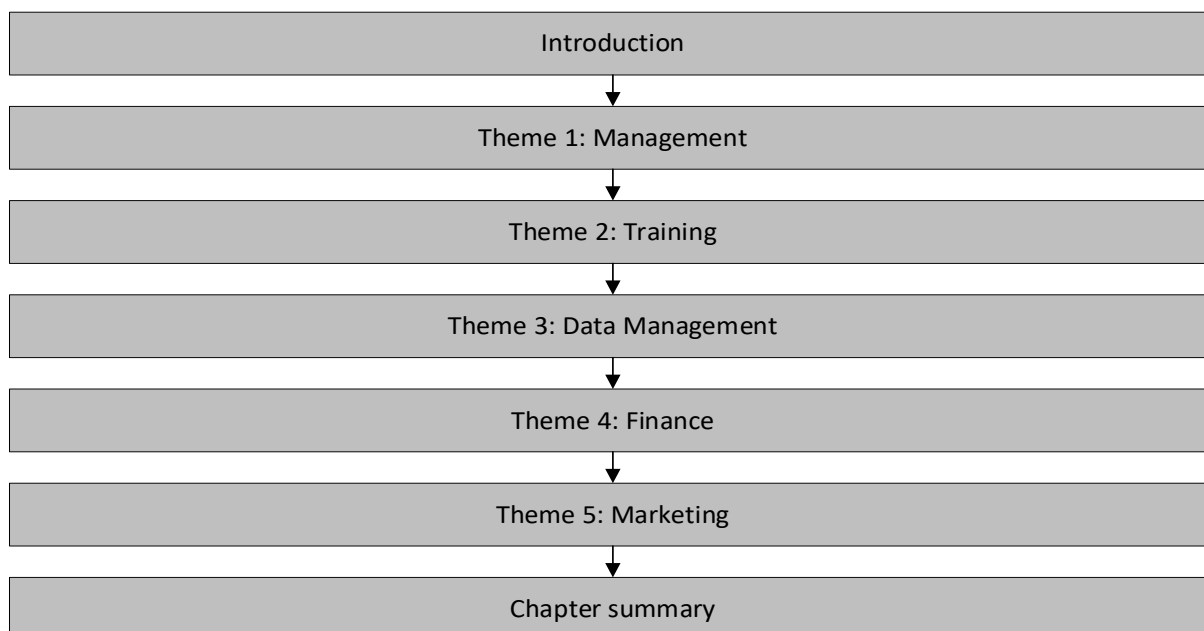 Introduction
Theme 1: Management
Theme 2: Training
Theme 3: Data Management
Theme 4: Finance
Theme 5: Marketing
Chapter summary